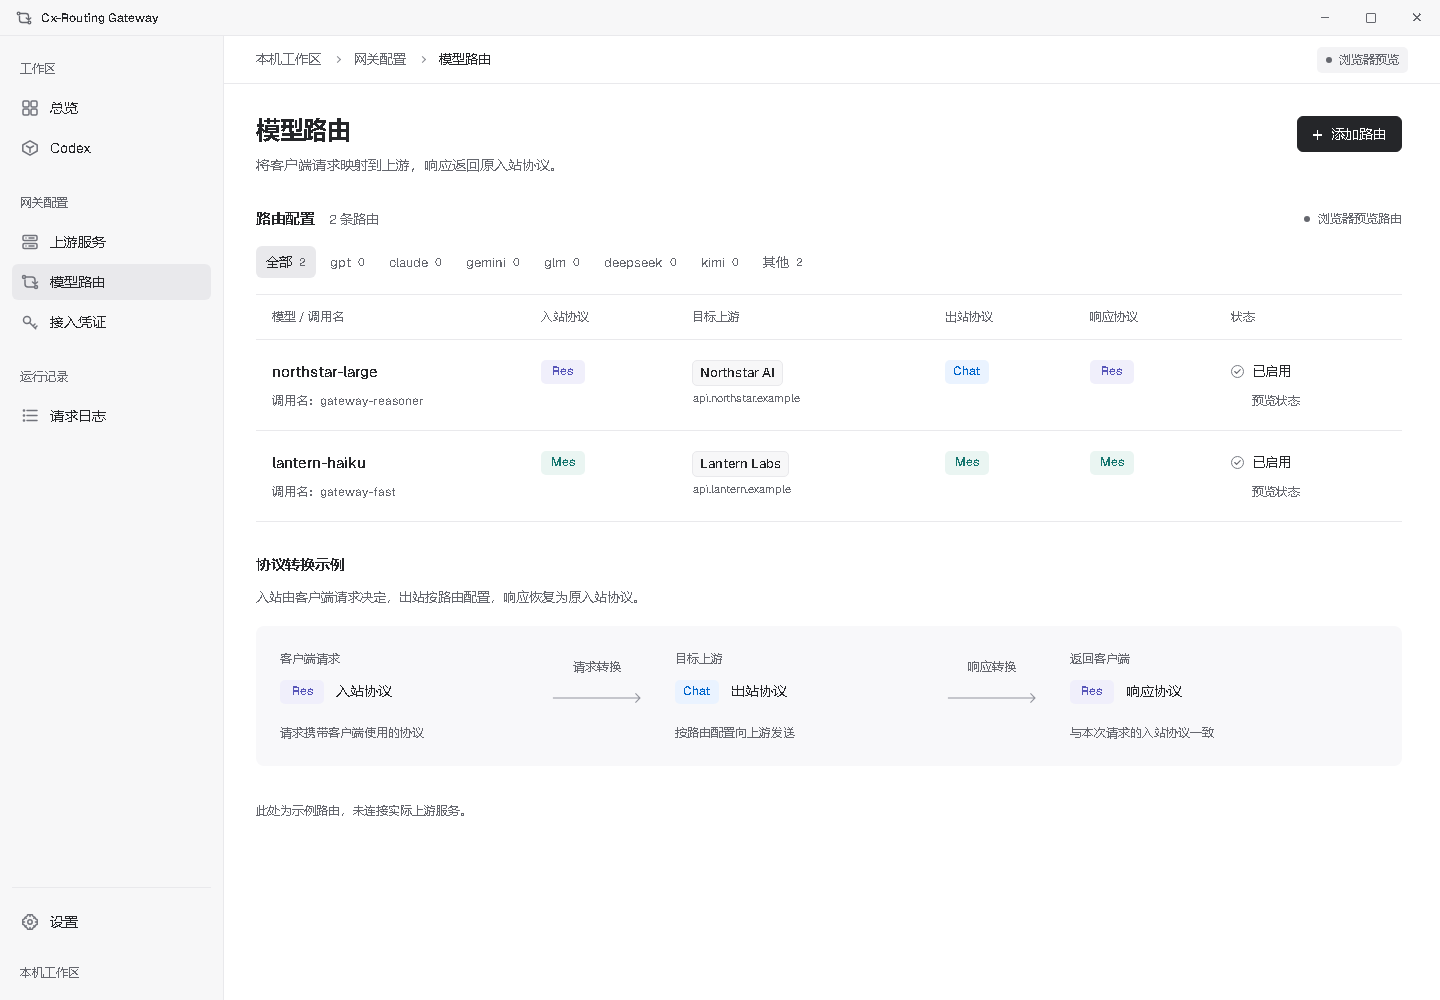 Cx-Routing Gateway
工作区
总览
Codex
网关配置
上游服务
模型路由
接入凭证
运行记录
请求日志
设置
本机工作区
本机工作区 > 网关配置 > 模型路由
浏览器预览
模型路由
将客户端请求映射到上游，响应返回原入站协议。
+ 添加路由
路由配置 2 条路由
浏览器预览路由
全部 2 gpt 0 claude 0 gemini 0 glm 0 deepseek 0 kimi 0 其他 2
模型 / 调用名 入站协议 目标上游 出站协议 响应协议 状态
northstar-large Res Northstar AI Chat Res 已启用
调用名：gateway-reasoner api.northstar.example 预览状态
lantern-haiku Mes Lantern Labs Mes Mes 已启用
调用名：gateway-fast api.lantern.example 预览状态
协议转换示例
入站由客户端请求决定，出站按路由配置，响应恢复为原入站协议。
客户端请求 请求转换 目标上游 响应转换 返回客户端
Res 入站协议 Chat 出站协议 Res 响应协议
请求携带客户端使用的协议 按路由配置向上游发送 与本次请求的入站协议一致
此处为示例路由，未连接实际上游服务。